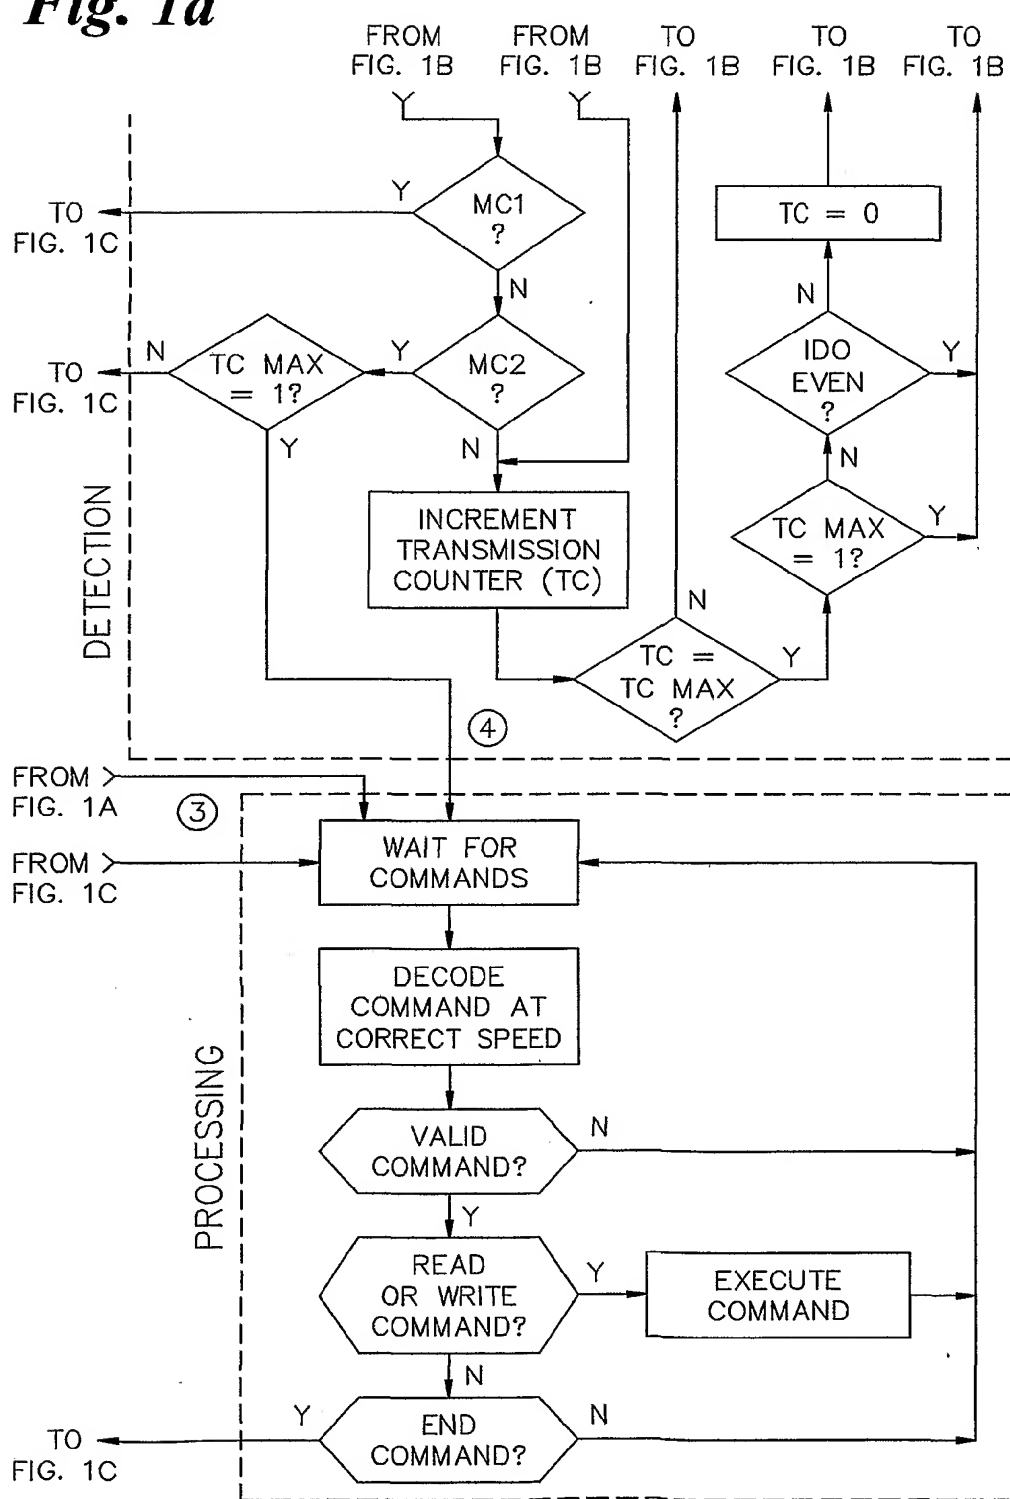 Fig. 1a
FROM
FIG. 1B
FROM
FIG. 1B
TO
FIG. 1B
TO
FIG. 1B
TO
FIG. 1B
Y
MC1
?
TO
FIG. 1C
TC = 0
N
N
IDO
EVEN
?
Y
N
TC MAX
= 1?
Y
MC2
?
TO
FIG. 1C
Y
N
N
DETECTION
INCREMENT
TRANSMISSION
COUNTER (TC)
TC MAX
= 1?
Y
N
TC =
TC MAX
?
Y
4
FROM
FIG. 1A
3
FROM
FIG. 1C
WAIT FOR
COMMANDS
DECODE
COMMAND AT
CORRECT SPEED
PROCESSING
VALID
COMMAND?
N
Y
READ
OR WRITE
COMMAND?
Y
EXECUTE
COMMAND
N
Y
END
COMMAND?
N
TO
FIG. 1C